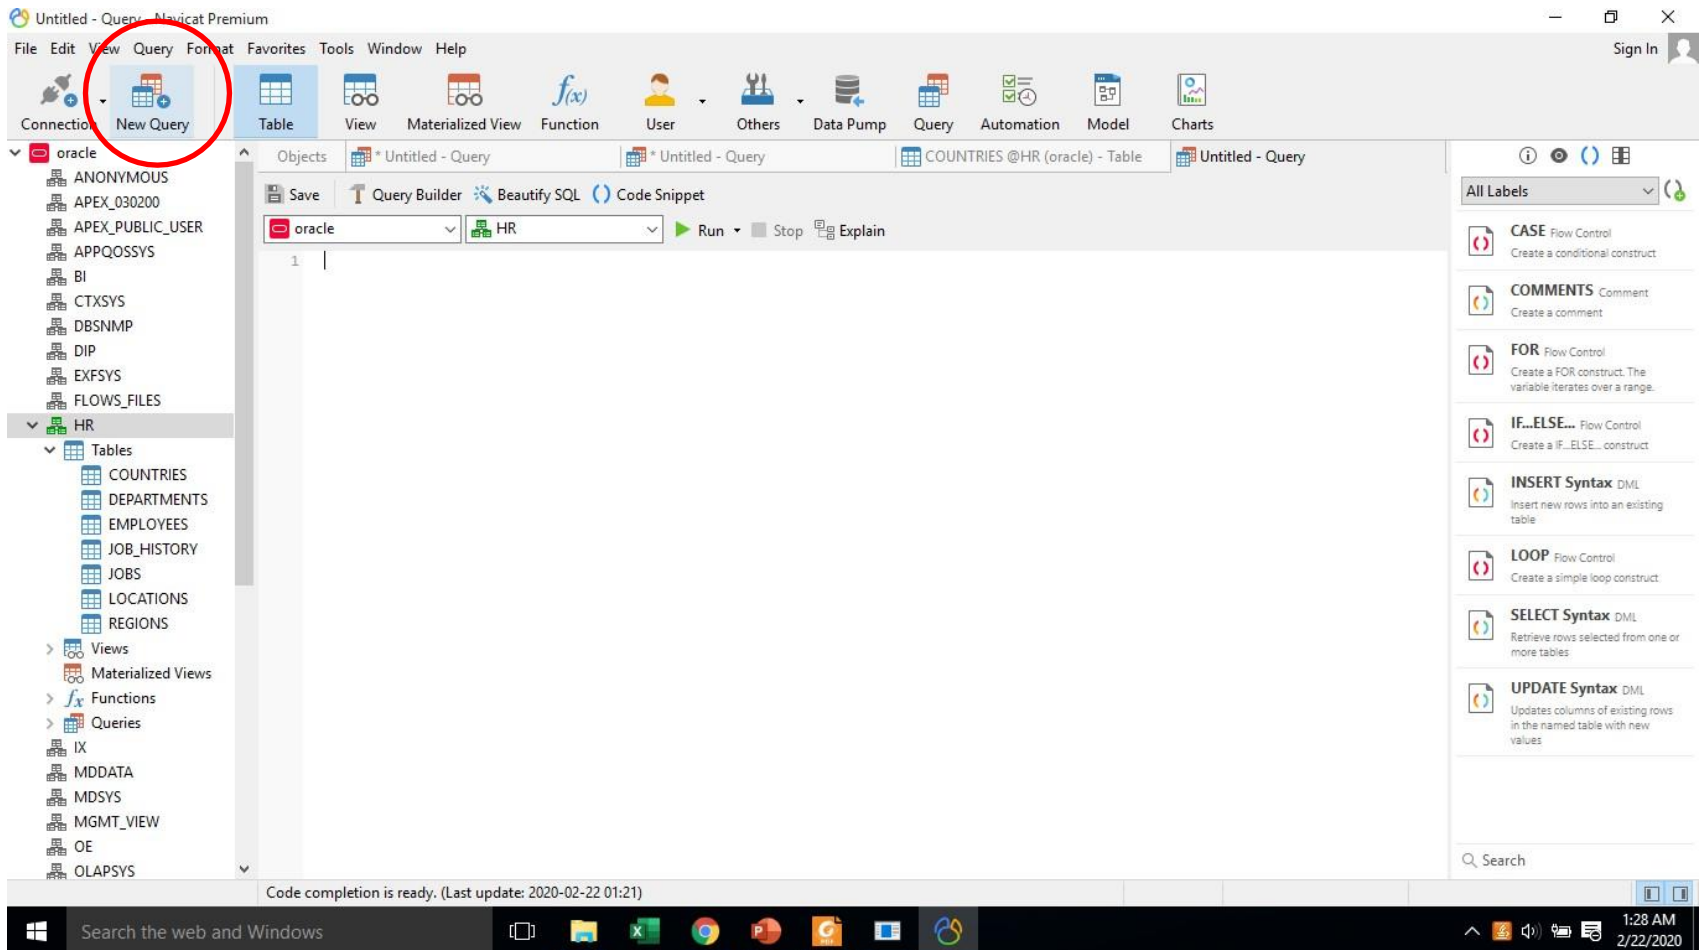 Untitled - Query - Navicat Premium
File Edit View Query Format Favorites Tools Window Help
Sign In
Connection New Query Table View Materialized View Function User Others Data Pump Query Automation Model Charts
oracle
ANONYMOUS
APEX_030200
APEX_PUBLIC_USER
APPQOSSYS
BI
CTXSYS
DBSNMP
DIP
EXFSYS
FLOWS_FILES
HR
Tables
COUNTRIES
DEPARTMENTS
EMPLOYEES
JOB_HISTORY
JOBS
LOCATIONS
REGIONS
Views
Materialized Views
Functions
Queries
IX
MDDATA
MDSYS
MGMT_VIEW
OE
OLAPSYS
Objects * Untitled - Query * Untitled - Query COUNTRIES @HR (oracle) - Table Untitled - Query
Save Query Builder Beautify SQL () Code Snippet
oracle HR Run Stop Explain
1
All Labels
CASE Flow Control
Create a conditional construct
COMMENTS Comment
Create a comment
FOR Flow Control
Create a FOR construct. The
variable iterates over a range.
IF...ELSE... Flow Control
Create a IF...ELSE... construct
INSERT Syntax DML
Insert new rows into an existing
table
LOOP Flow Control
Create a simple loop construct
SELECT Syntax DML
Retrieve rows selected from one or
more tables
UPDATE Syntax DML
Updates columns of existing rows
in the named table with new
values
Search
Code completion is ready. (Last update: 2020-02-22 01:21)
Search the web and Windows
1:28 AM
2/22/2020